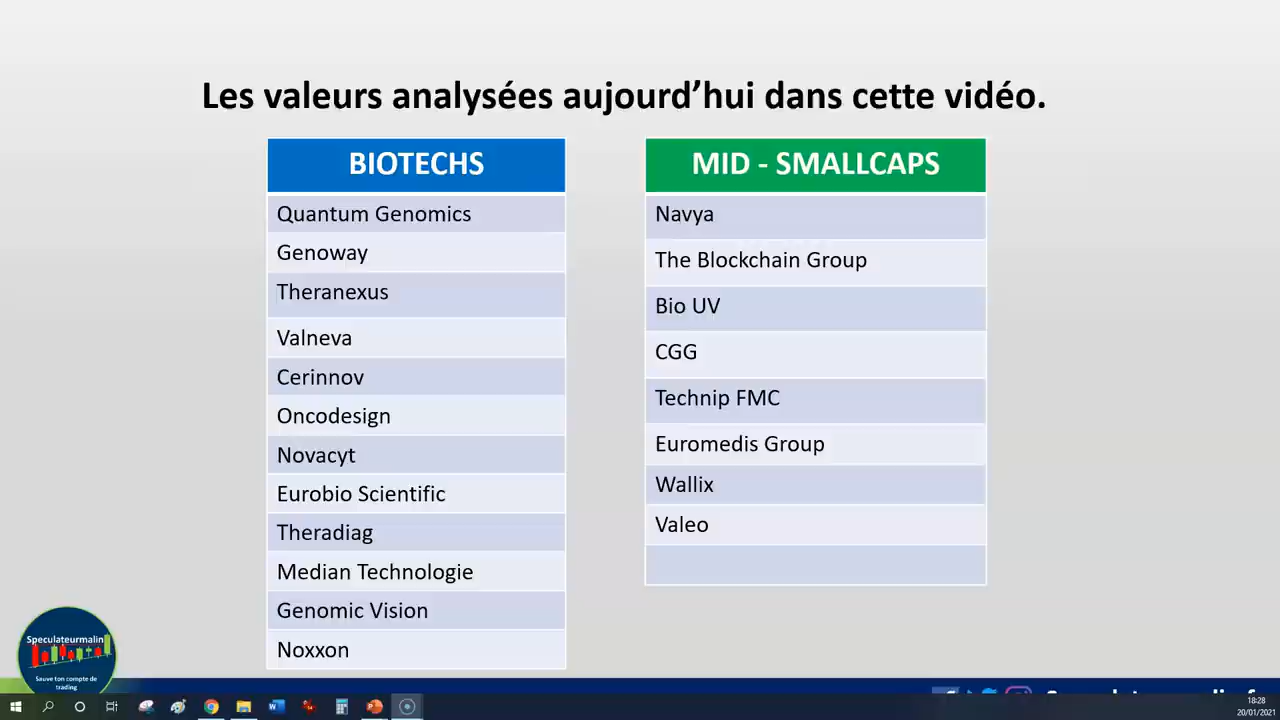 Les valeurs analysées aujourd’hui dans cette vidéo.
BIOTECHS
Quantum Genomics
Genoway
Theranexus
Valneva
Cerinnov
Oncodesign
Novacyt
Eurobio Scientific
Theradiag
Median Technologie
Genomic Vision
Noxxon
MID - SMALLCAPS
Navya
The Blockchain Group
Bio UV
CGG
Technip FMC
Euromedis Group
Wallix
Valeo
Speculateurmalin
Sauve ton compte de
trading
18:28
20/01/2021